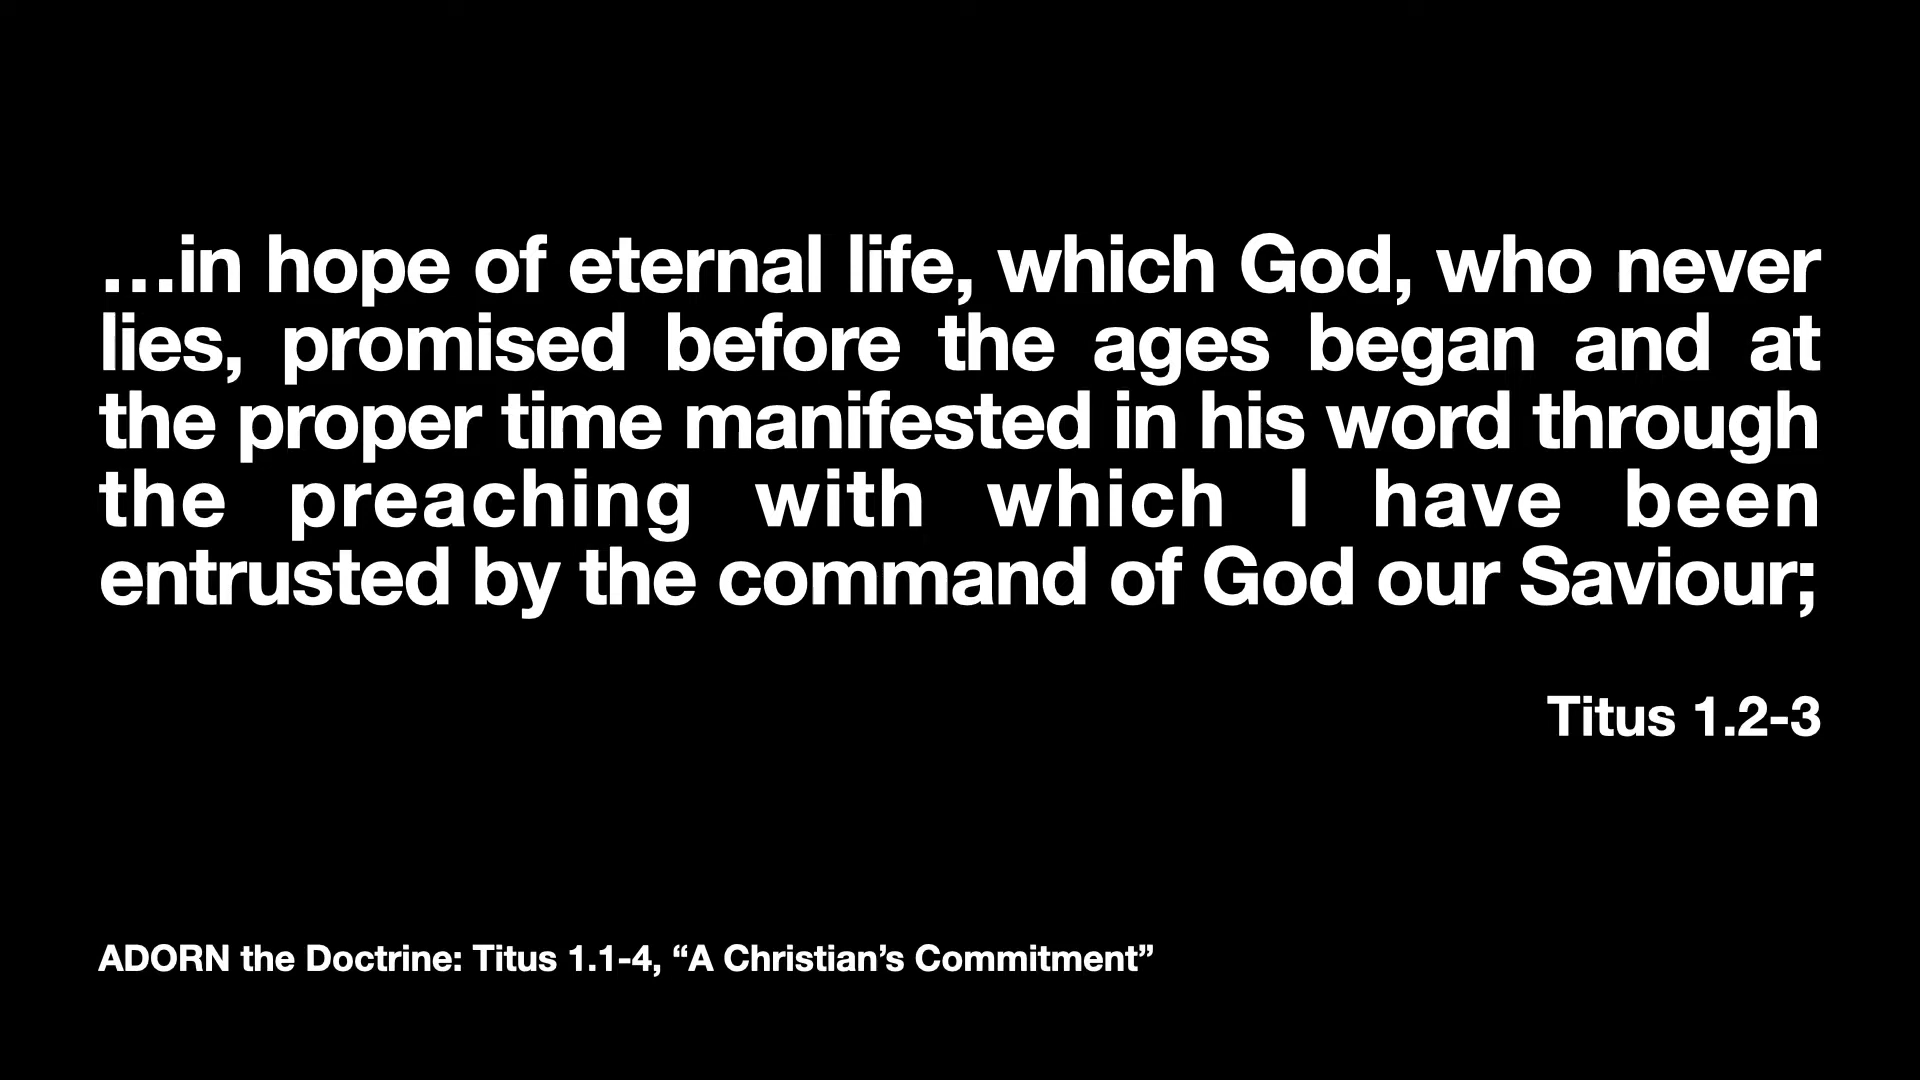 …in hope of eternal life, which God, who never
lies, promised before the ages began and at
the proper time manifested in his word through
the preaching with which I have been
entrusted by the command of God our Saviour;
Titus 1.2-3
ADORN the Doctrine: Titus 1.1-4, “A Christian’s Commitment”